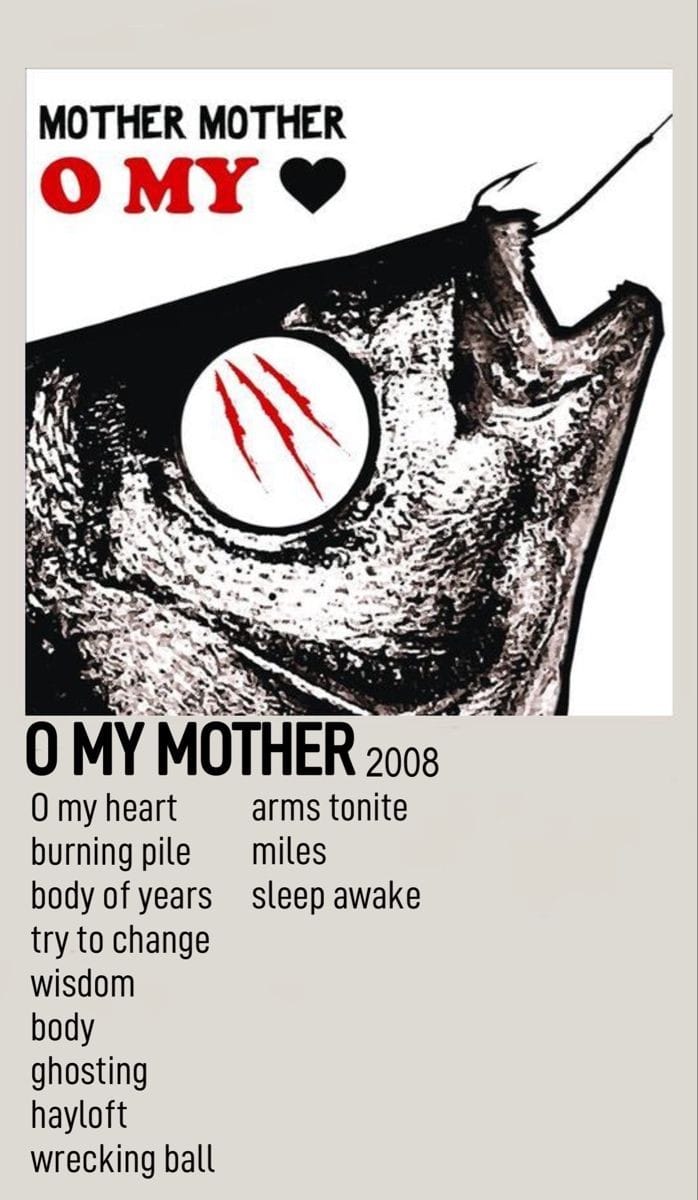 MOTHER MOTHER
O MY ♥
O MY MOTHER 2008
O my heart
burning pile
body of years
try to change
wisdom
body
ghosting
hayloft
wrecking ball
arms tonite
miles
sleep awake